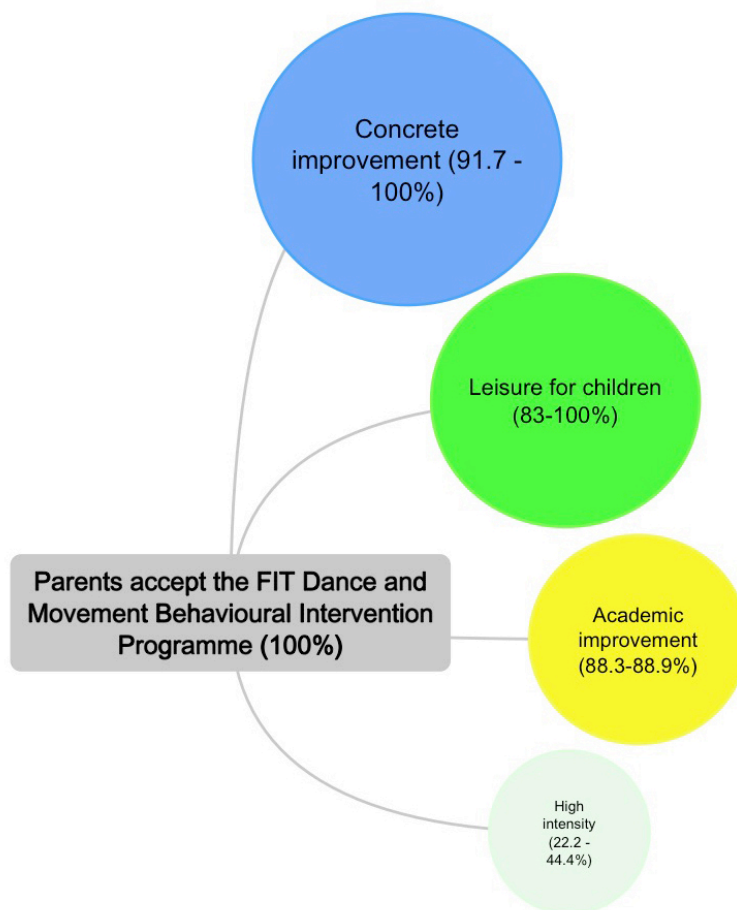 Concrete
improvement (91.7 -
100%)
Leisure for children
(83-100%)
Parents accept the FIT Dance and
Movement Behavioural Intervention
Programme (100%)
Academic
improvement
(88.3-88.9%)
High
intensity
(22.2 -
44.4%)